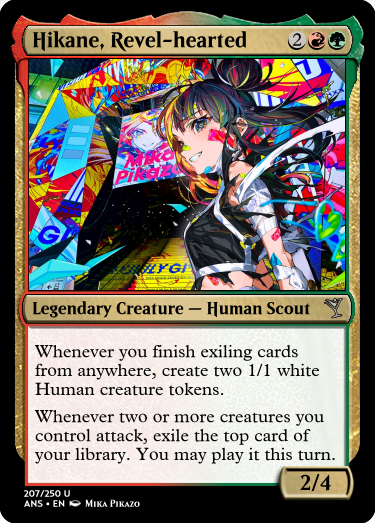 Hikane, Revel-hearted 2
Miko
Pikazo
GI
Legendary Creature — Human Scout
Whenever you finish exiling cards
from anywhere, create two 1/1 white
Human creature tokens.
Whenever two or more creatures you
control attack, exile the top card of
your library. You may play it this turn.
2/4
207/250 U
ANS • EN Mika Pikazo